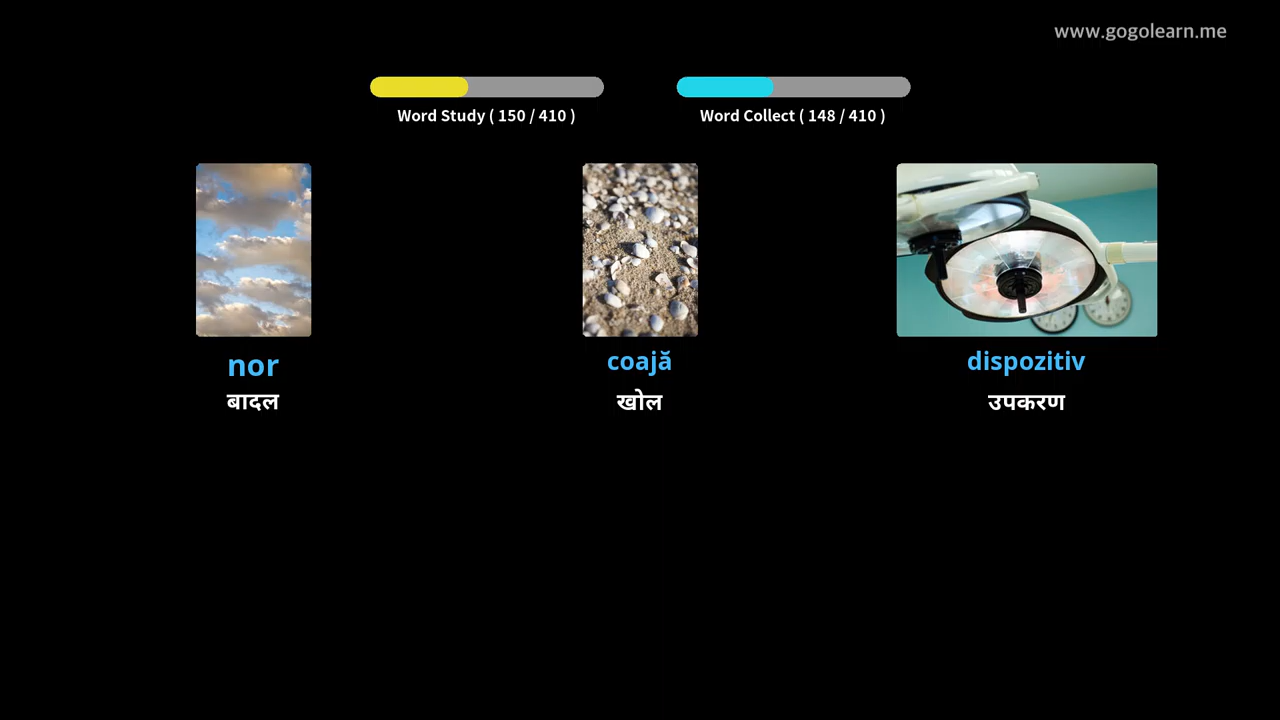 www.gogolearn.me
Word Study ( 150 / 410 )
Word Collect ( 148 / 410 )
nor
बादल
coajă
खोल
dispozitiv
उपकरण